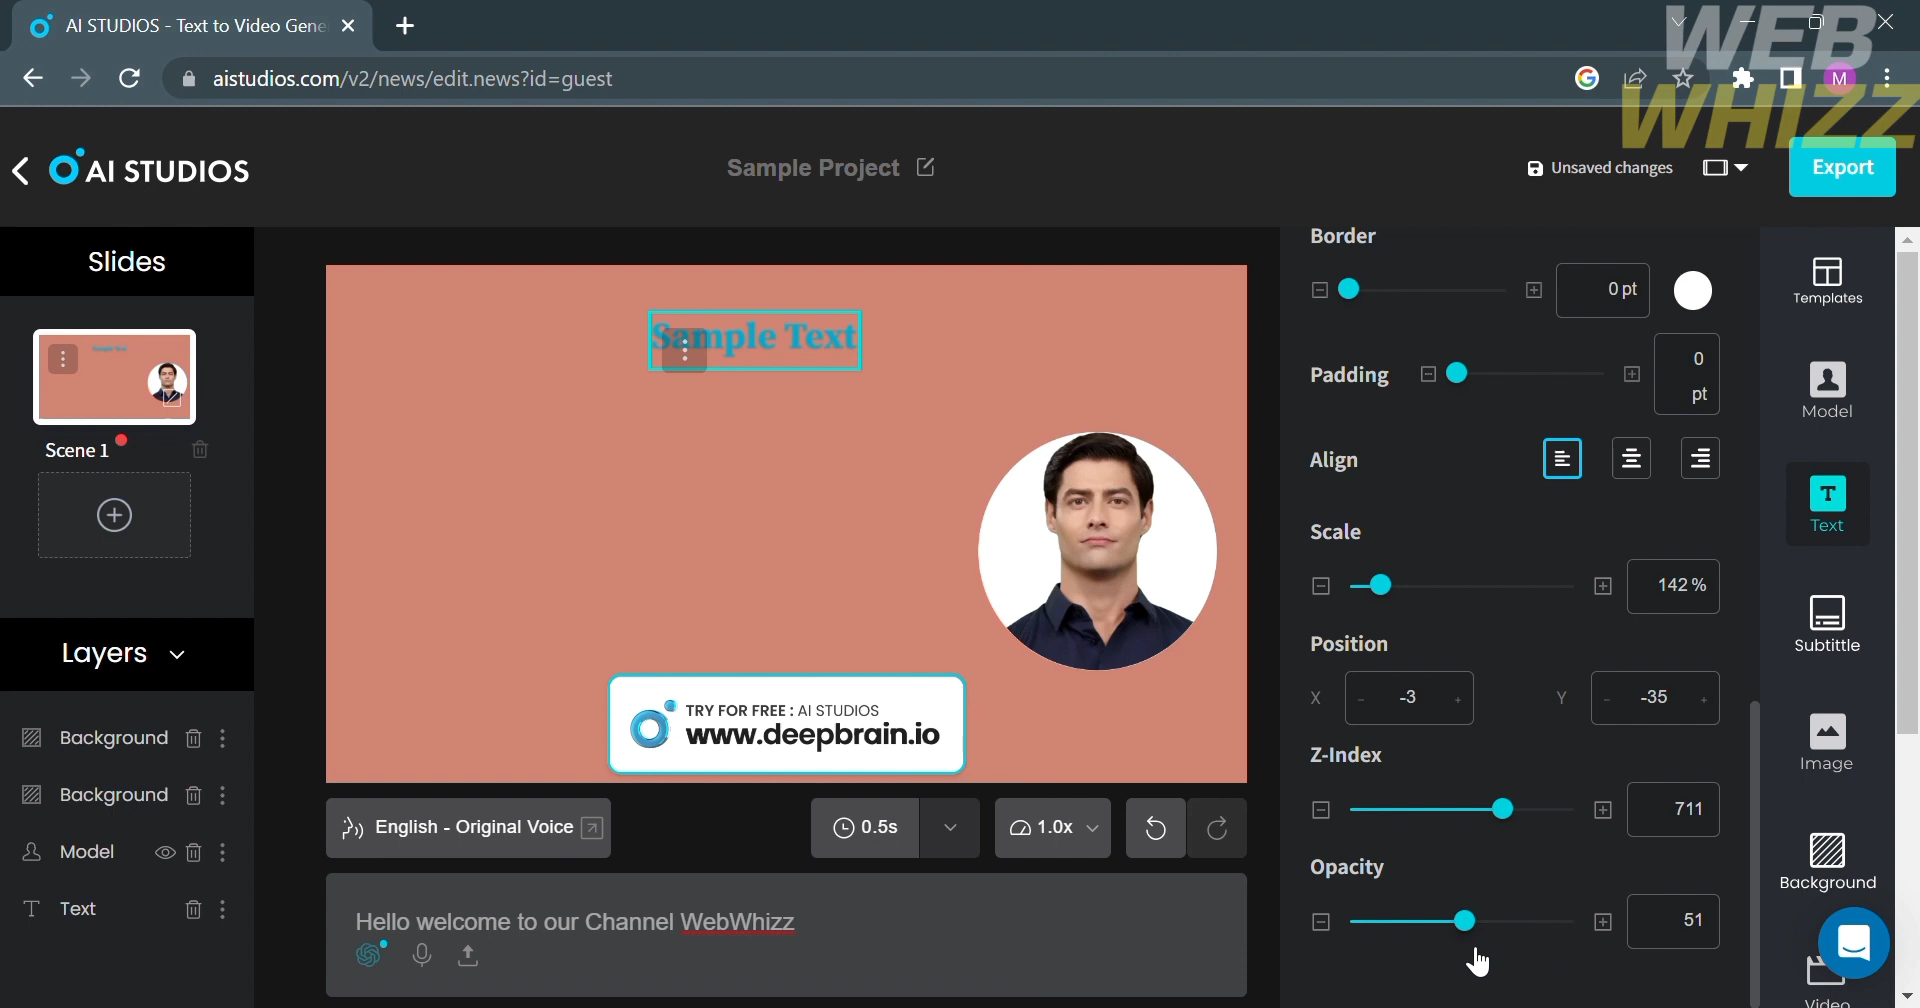 AI STUDIOS - Text to Video Gene
aistudios.com/v2/news/edit.news?id=guest
M
WEB
WHIZZ
AI STUDIOS
Sample Project
Unsaved changes
Export
Slides
Scene 1
Layers
Background
Background
Model
Text
Sample Text
TRY FOR FREE : AI STUDIOS
www.deepbrain.io
English - Original Voice
0.5s
1.0x
Hello welcome to our Channel WebWhizz
Border
0 pt
Padding
0
pt
Align
Scale
142 %
Position
X
-3
Y
-35
Z-Index
711
Opacity
51
Templates
Model
Text
Subtittle
Image
Background
Video